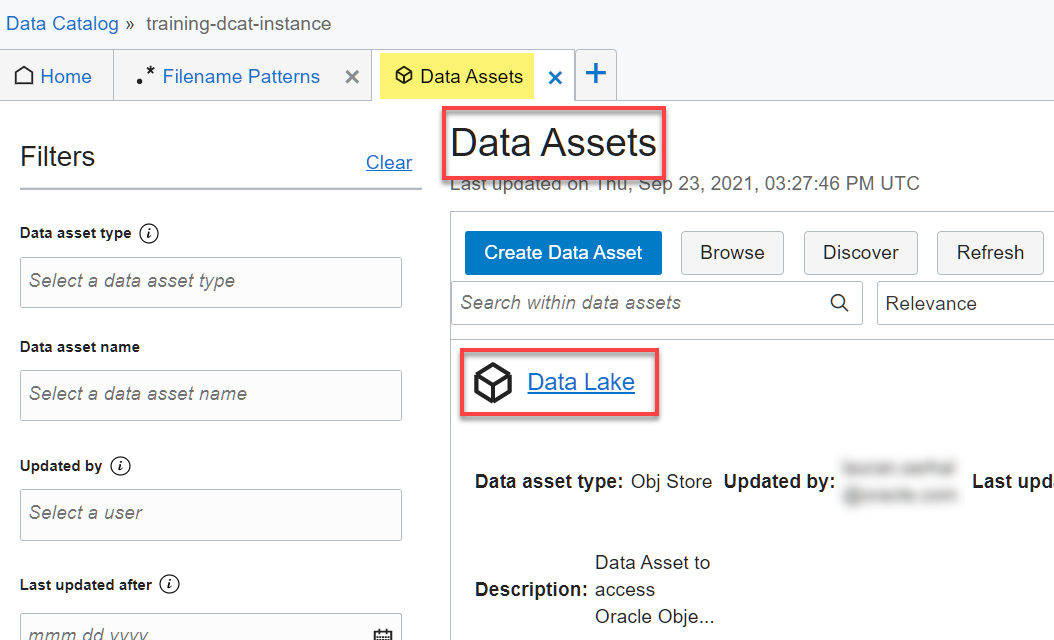 Data Catalog » training-dcat-instance
Home
.* Filename Patterns ×
Data Assets ×
+
Filters
Clear
Data asset type i
Select a data asset type
Data asset name
Select a data asset name
Updated by i
Select a user
Last updated after i
mmm dd yyyy
Data Assets
Last updated on Thu, Sep 23, 2021, 03:27:46 PM UTC
Create Data Asset Browse Discover Refresh
Search within data assets Relevance
Data Lake
Data asset type: Obj Store Updated by: Last upd
Description: Data Asset to
access
Oracle Obje...